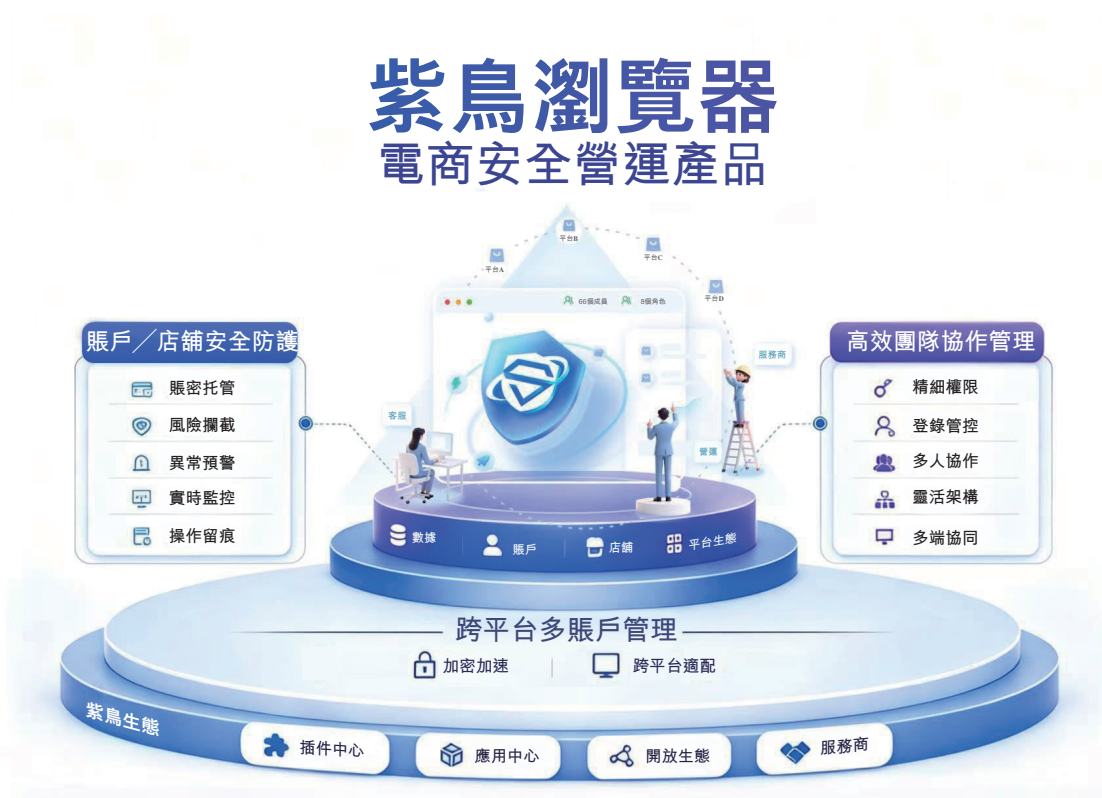 紫鳥瀏覽器
電商安全營運產品
平台A
平台B
平台C
平台D
66個成員
8個角色
賬戶／店舖安全防護
賬密托管
風險攔截
異常預警
實時監控
操作留痕
客服
服務商
營運
高效團隊協作管理
精細權限
登錄管控
多人協作
靈活架構
多端協同
數據
賬戶
店舖
平台生態
跨平台多賬戶管理
加密加速
跨平台適配
紫鳥生態
插件中心
應用中心
開放生態
服務商